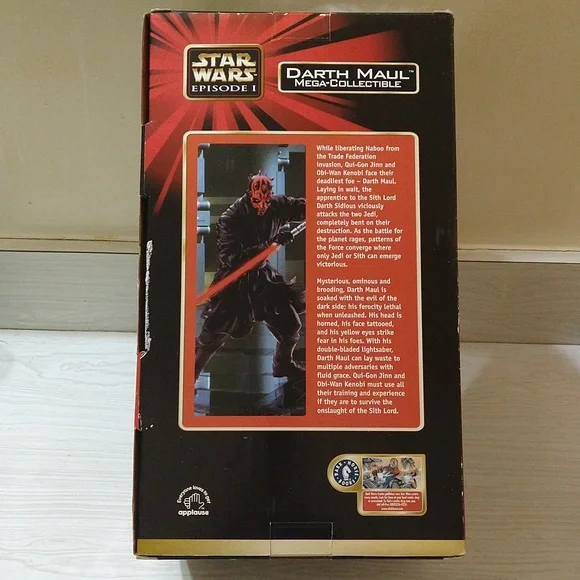 STAR
WARS
EPISODE I
DARTH MAUL™
MEGA-COLLECTIBLE
While liberating Naboo from
the Trade Federation
invasion, Qui-Gon Jinn and
Obi-Wan Kenobi face their
deadliest foe – Darth Maul.
Laying in wait, the
apprentice to the Sith Lord
Darth Sidious viciously
attacks the two Jedi,
completely bent on their
destruction. As the battle for
the planet rages, patterns of
the Force converge where
only Jedi or Sith can emerge
victorious.
Mysterious, ominous and
brooding, Darth Maul is
soaked with the evil of the
dark side; his ferocity lethal
when unleashed. His head is
horned, his face tattooed,
and his yellow eyes strike
fear in his foes. With his
double-bladed lightsaber,
Darth Maul can lay waste to
multiple adversaries with
fluid grace. Qui-Gon Jinn and
Obi-Wan Kenobi must use all
their training and experience
if they are to survive the
onslaught of the Sith Lord.
Everyone loves to get
applause
DARK HORSE